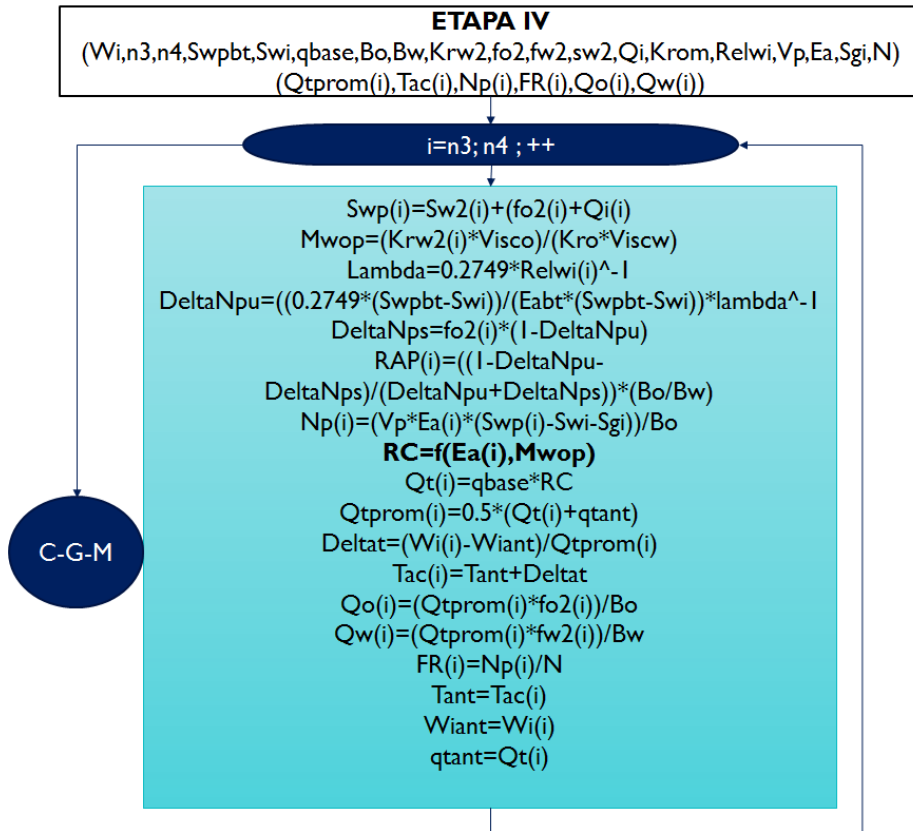 ETAPA IV
(Wi,n3,n4,Swpbt,Swi,qbase,Bo,Bw,Krw2,fo2,fw2,sw2,Qi,Krom,Relwi,Vp,Ea,Sgi,N)
(Qtprom(i),Tac(i),Np(i),FR(i),Qo(i),Qw(i))
i=n3; n4 ; ++
Swp(i)=Sw2(i)+(fo2(i)+Qi(i)
Mwop=(Krw2(i)*Visco)/(Kro*Viscw)
Lambda=0.2749*Relwi(i)^-1
DeltaNpu=((0.2749*(Swpbt-Swi))/(Eabt*(Swpbt-Swi))*lambda^-1
DeltaNps=fo2(i)*(1-DeltaNpu)
RAP(i)=((1-DeltaNpu-
DeltaNps)/(DeltaNpu+DeltaNps))*(Bo/Bw)
Np(i)=(Vp*Ea(i)*(Swp(i)-Swi-Sgi))/Bo
RC=f(Ea(i),Mwop)
Qt(i)=qbase*RC
Qtprom(i)=0.5*(Qt(i)+qtant)
Deltat=(Wi(i)-Wiant)/Qtprom(i)
Tac(i)=Tant+Deltat
Qo(i)=(Qtprom(i)*fo2(i))/Bo
Qw(i)=(Qtprom(i)*fw2(i))/Bw
FR(i)=Np(i)/N
Tant=Tac(i)
Wiant=Wi(i)
qtant=Qt(i)
C-G-M